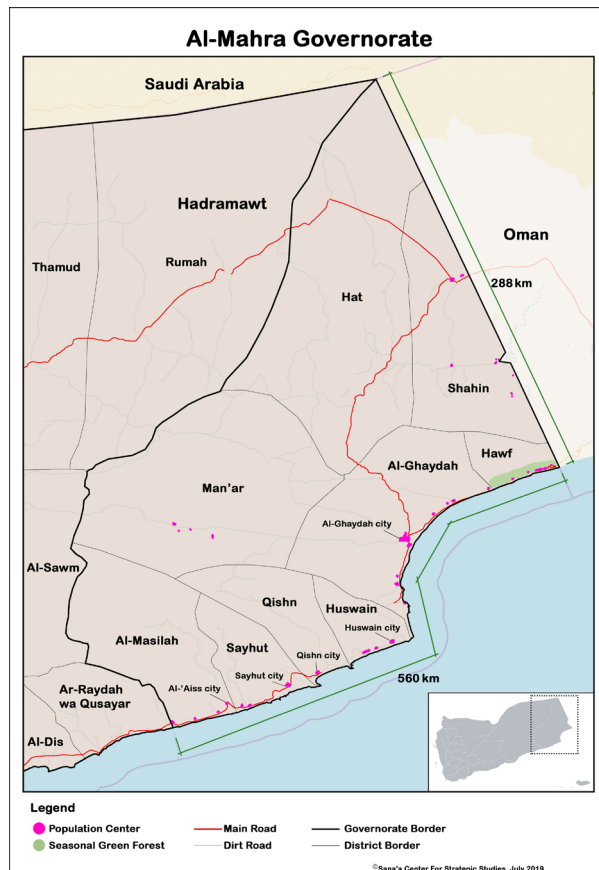 Al-Mahra Governorate
Saudi Arabia
Hadramawt
Oman
Thamud
Rumah
288 km
Hat
Shahin
Hawf
Al-Ghaydah
Man'ar
Al-Ghaydah city
Al-Sawm
Qishn
Huswain
Al-Masilah
Sayhut
Huswain city
Qishn city
Sayhut city
560 km
Al-'Aiss city
Ar-Raydah
wa Qusayar
Al-Dis
Legend
Population Center
Main Road
Governorate Border
Seasonal Green Forest
Dirt Road
District Border
©Sana'a Center For Strategic Studies, July 2019